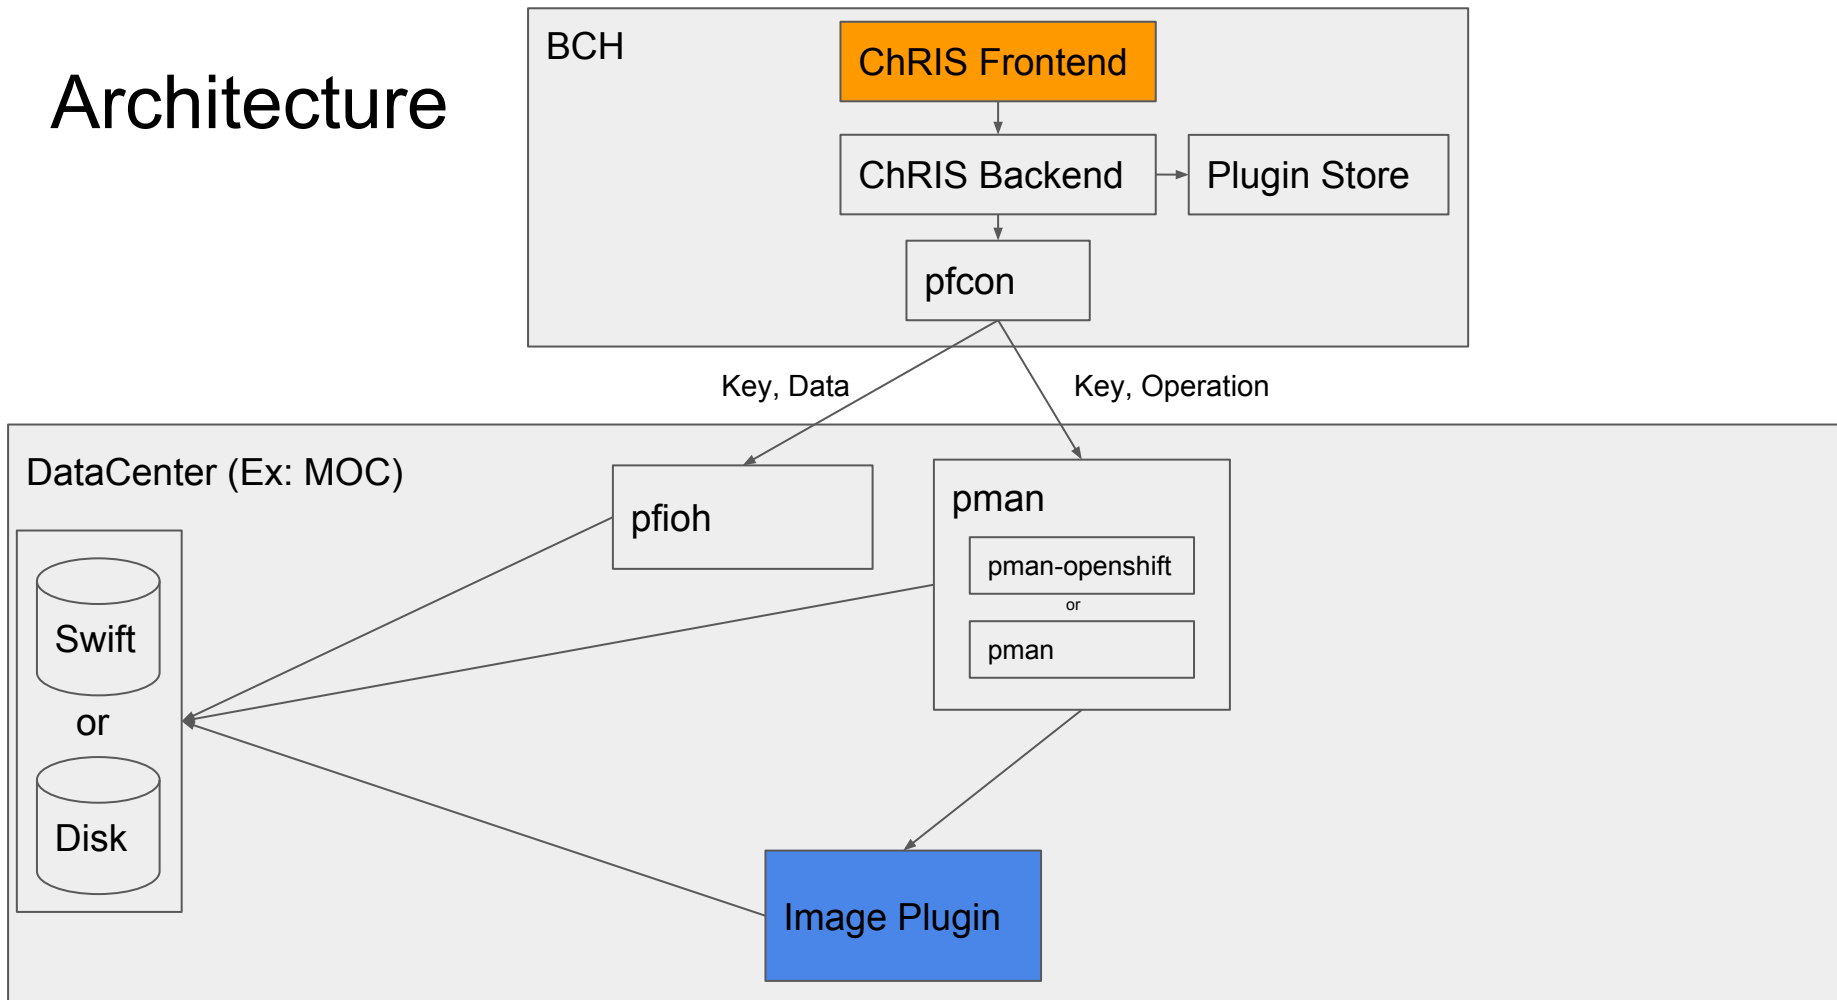 Architecture
BCH
ChRIS Frontend
ChRIS Backend
Plugin Store
pfcon
Key, Data
Key, Operation
DataCenter (Ex: MOC)
pfioh
pman
pman-openshift
or
pman
Swift
or
Disk
Image Plugin